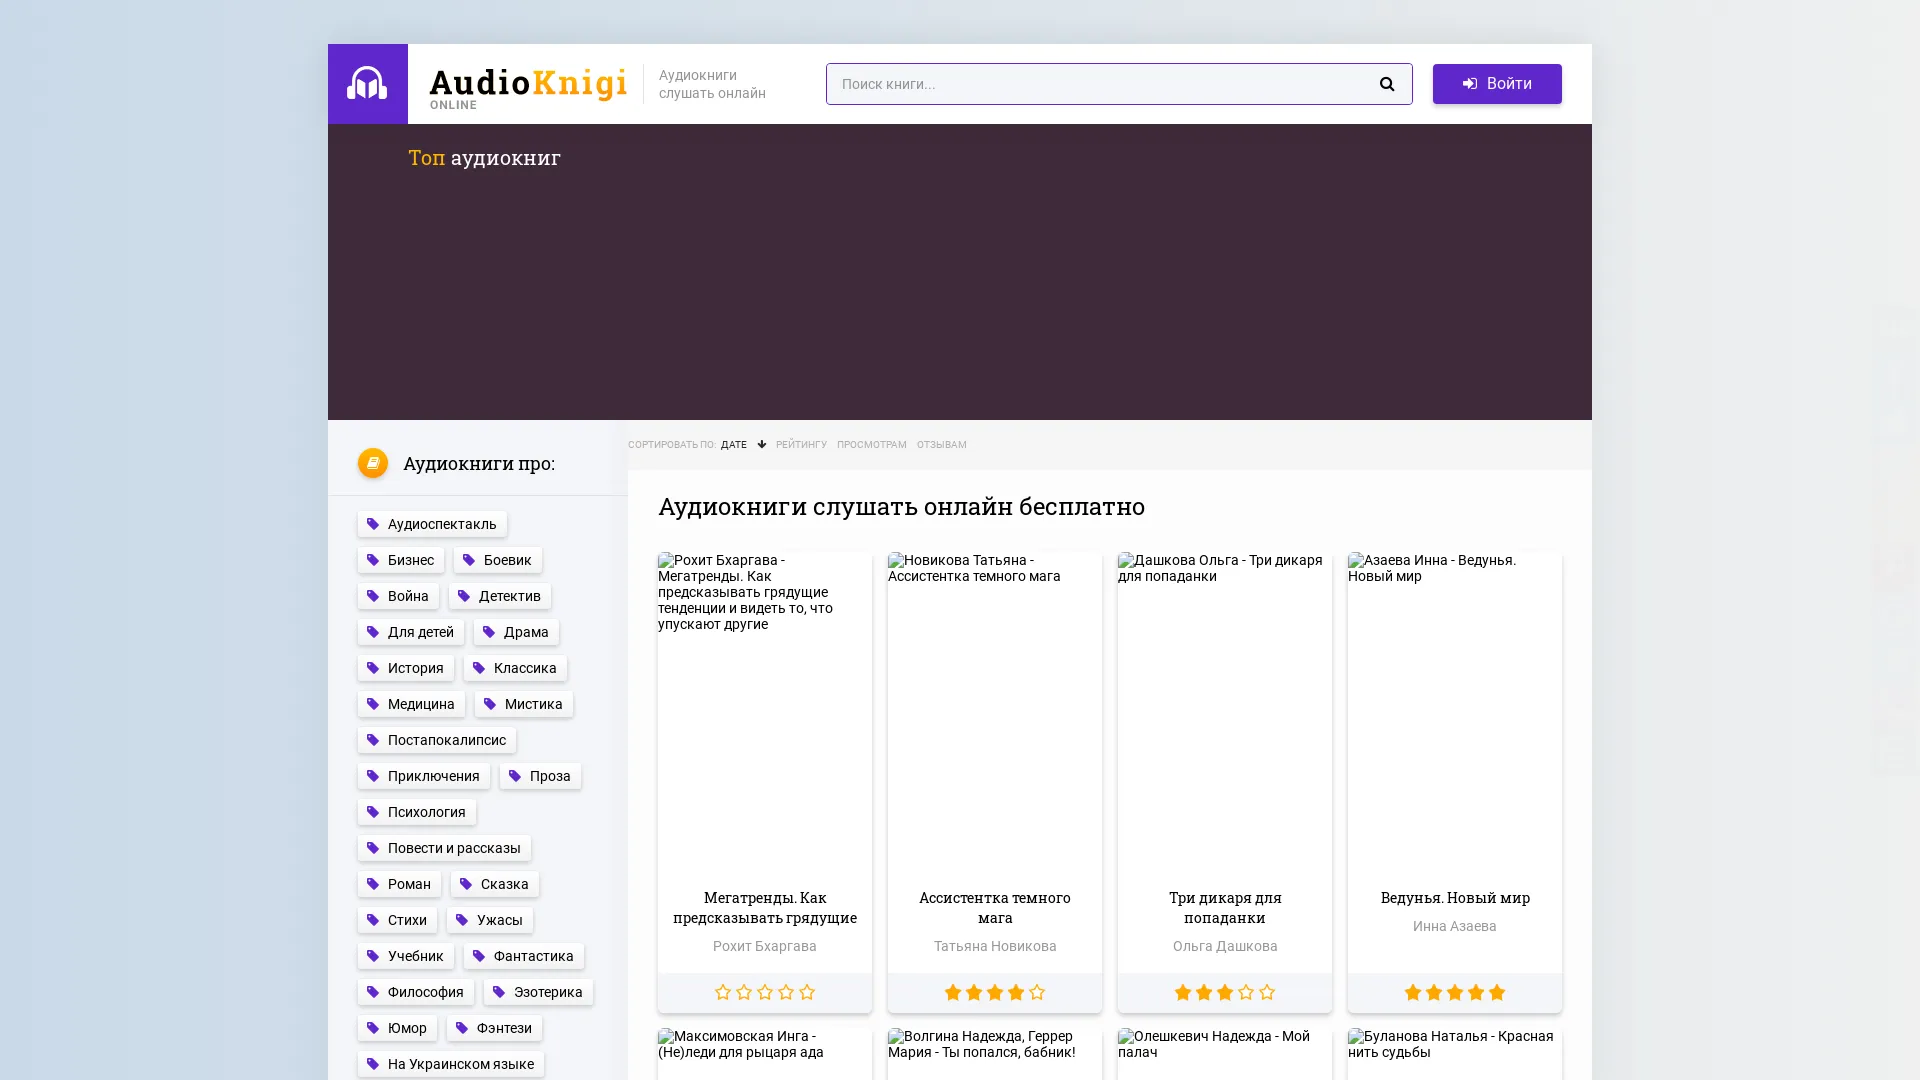 AudioKnigi
ONLINE
Аудиокниги
слушать онлайн
Поиск книги...
Войти
Топ аудиокниг
Аудиокниги про:
Аудиоспектакль
Бизнес
Боевик
Война
Детектив
Для детей
Драма
История
Классика
Медицина
Мистика
Постапокалипсис
Приключения
Проза
Психология
Повести и рассказы
Роман
Сказка
Стихи
Ужасы
Учебник
Фантастика
Философия
Эзотерика
Юмор
Фэнтези
На Украинском языке
СОРТИРОВАТЬ ПО: ДАТЕ РЕЙТИНГУ ПРОСМОТРАМ ОТЗЫВАМ
Аудиокниги слушать онлайн бесплатно
Рохит Бхаргава -
Мегатренды. Как
предсказывать грядущие
тенденции и видеть то, что
упускают другие
Мегатренды. Как
предсказывать грядущие
Рохит Бхаргава
Новикова Татьяна -
Ассистентка темного мага
Ассистентка темного
мага
Татьяна Новикова
Дашкова Ольга - Три дикаря
для попаданки
Три дикаря для
попаданки
Ольга Дашкова
Азаева Инна - Ведунья.
Новый мир
Ведунья. Новый мир
Инна Азаева
Максимовская Инга -
(Не)леди для рыцаря ада
Волгина Надежда, Геррер
Мария - Ты попался, бабник!
Олешкевич Надежда - Мой
палач
Буланова Наталья - Красная
нить судьбы